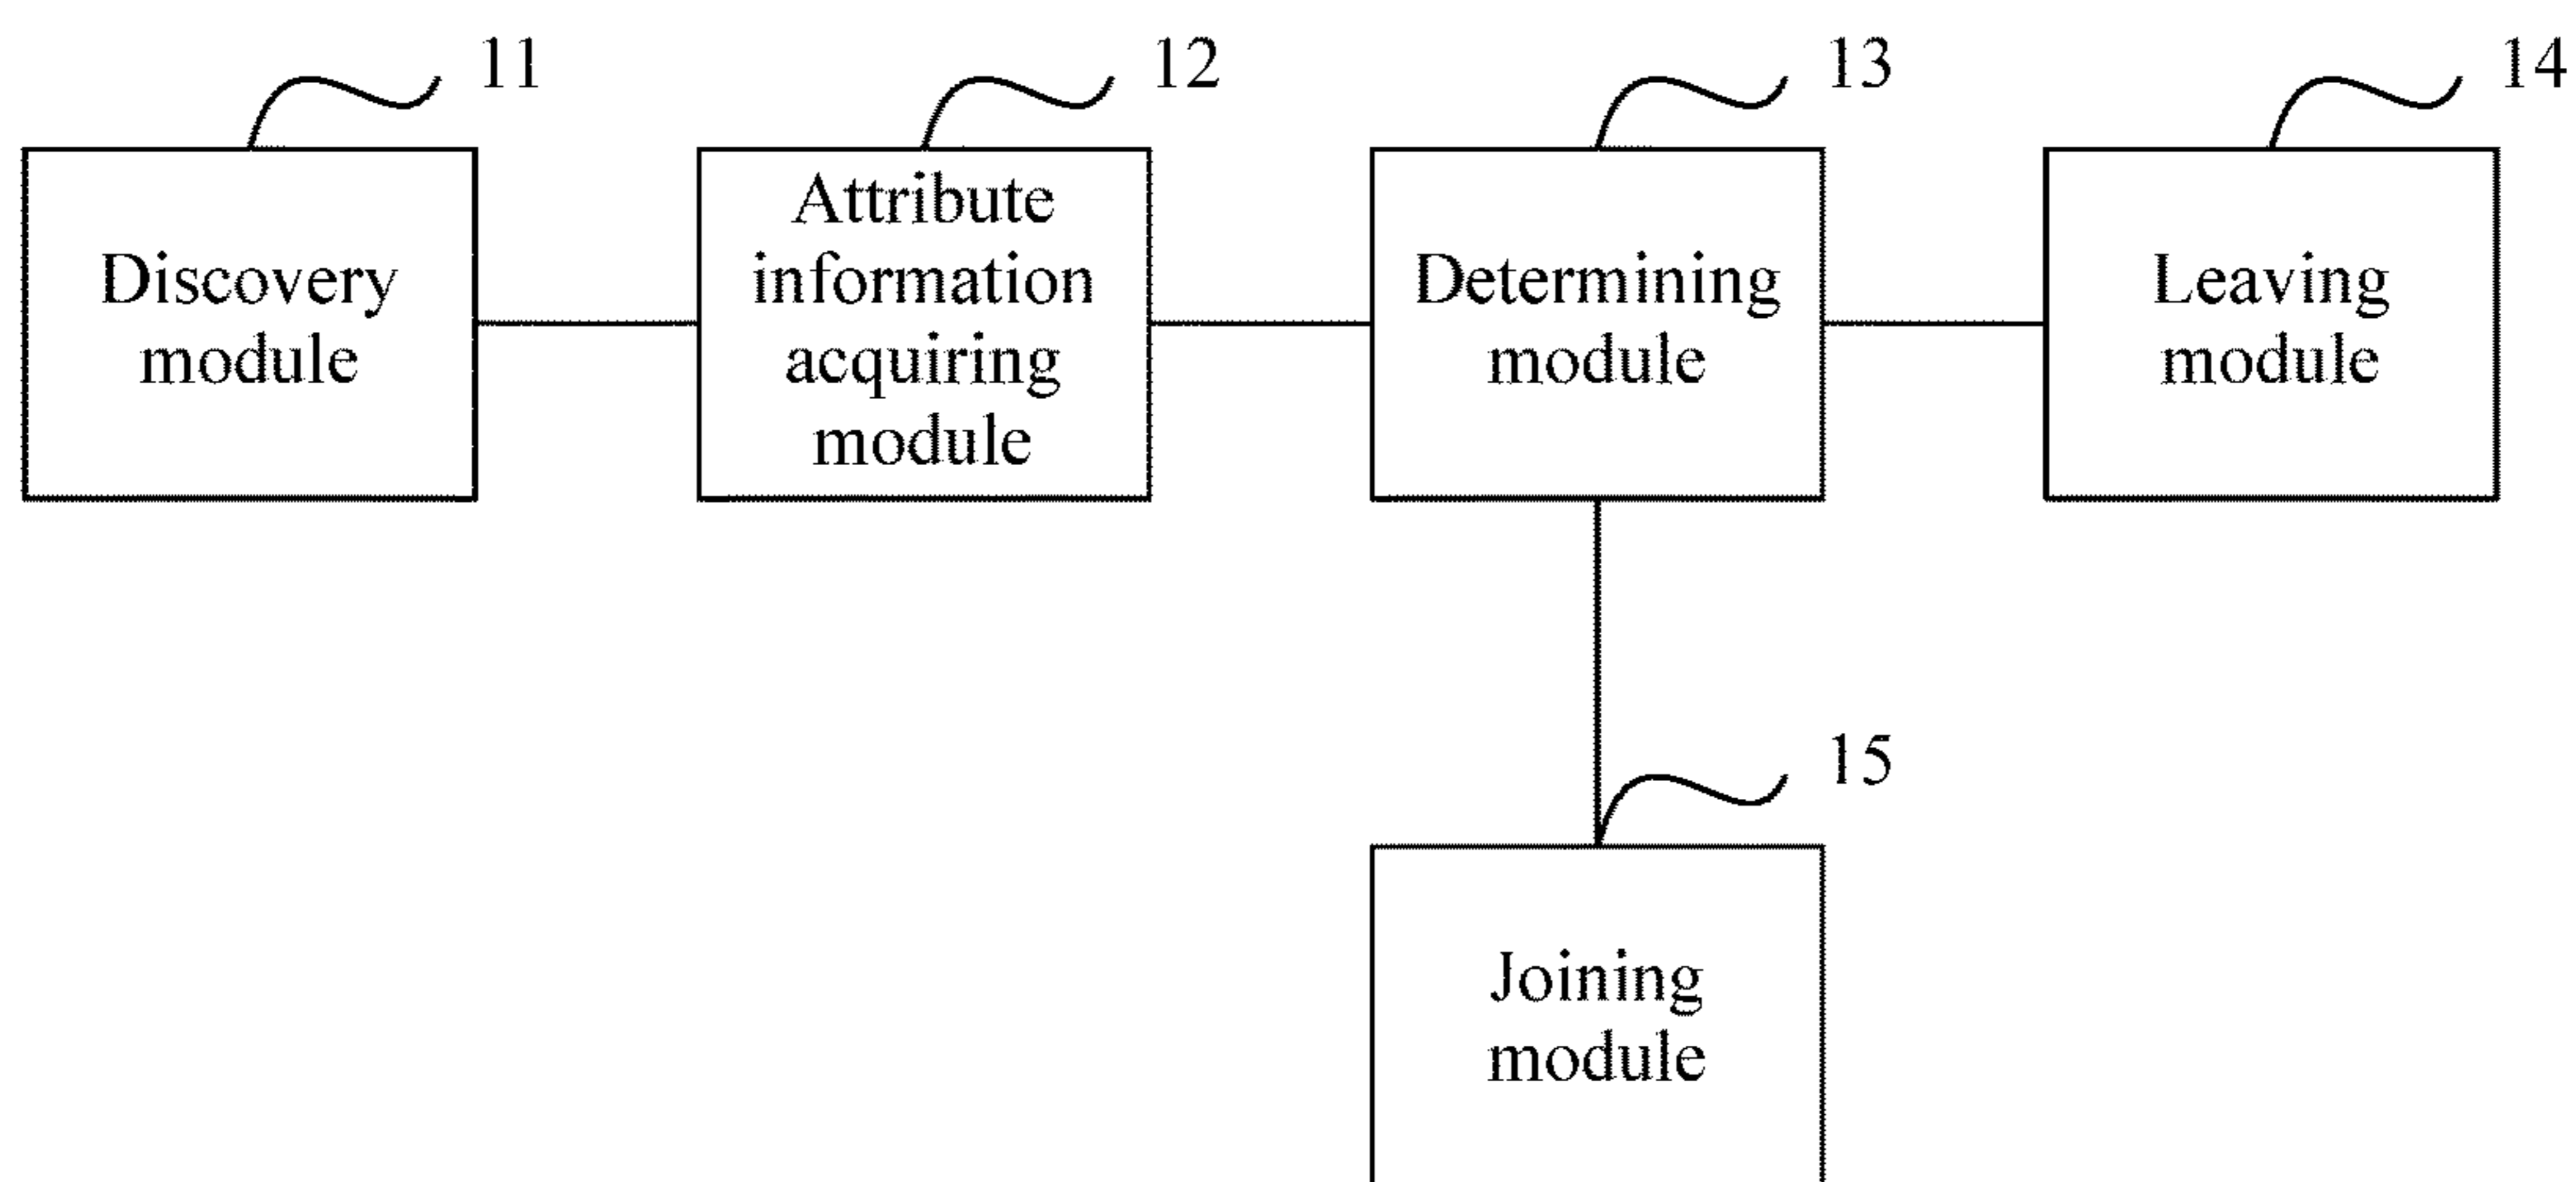 11
12
13
14
Discovery
module
Attribute
information
acquiring
module
Determining
module
Leaving
module
15
Joining
module